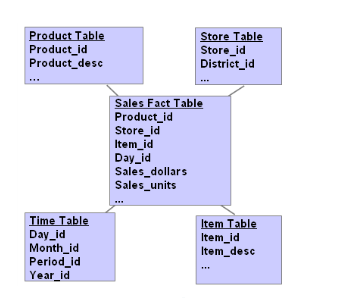 Product Table
Product_id
Product_desc
...
Store Table
Store_id
District_id
...
Sales Fact Table
Product_id
Store_id
Item_id
Day_id
Sales_dollars
Sales_units
...
Time Table
Day_id
Month_id
Period_id
Year_id
Item Table
Item_id
Item_desc
...